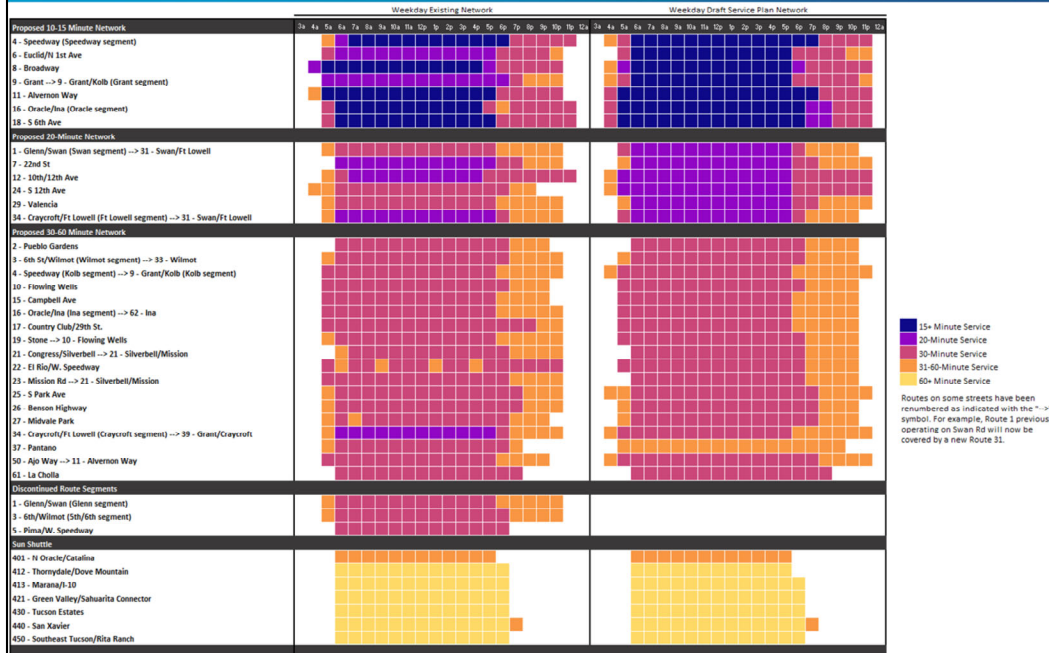 Weekday Existing Network Weekday Draft Service Plan Network
Proposed 10-15 Minute Network 3a 4a 5a 6a 7a 8a 9a 10a 11a 12p 1p 2p 3p 4p 5p 6p 7p 8p 9p 10p 11p 12a 3a 4a 5a 6a 7a 8a 9a 10a 11a 12p 1p 2p 3p 4p 5p 6p 7p 8p 9p 10p 11p 12a
4 - Speedway (Speedway segment)
6 - Euclid/N 1st Ave
8 - Broadway
9 - Grant --> 9 - Grant/Kolb (Grant segment)
11 - Alvernon Way
16 - Oracle/Ina (Oracle segment)
18 - S 6th Ave
Proposed 20-Minute Network
1 - Glenn/Swan (Swan segment) --> 31 - Swan/Ft Lowell
7 - 22nd St
12 - 10th/12th Ave
24 - S 12th Ave
29 - Valencia
34 - Craycroft/Ft Lowell (Ft Lowell segment) --> 31 - Swan/Ft Lowell
Proposed 30-60 Minute Network
2 - Pueblo Gardens
3 - 6th St/Wilmot (Wilmot segment) --> 33 - Wilmot
4 - Speedway (Kolb segment) --> 9 - Grant/Kolb (Kolb segment)
10 - Flowing Wells
15 - Campbell Ave
16 - Oracle/Ina (Ina segment) --> 62 - Ina
17 - Country Club/29th St.
19 - Stone --> 10 - Flowing Wells
21 - Congress/Silverbell --> 21 - Silverbell/Mission
22 - El Rio/W. Speedway
23 - Mission Rd --> 21 - Silverbell/Mission
25 - S Park Ave
26 - Benson Highway
27 - Midvale Park
34 - Craycroft/Ft Lowell (Craycroft segment) --> 39 - Grant/Craycroft
37 - Pantano
50 - Ajo Way --> 11 - Alvernon Way
61 - La Cholla
Discontinued Route Segments
1 - Glenn/Swan (Glenn segment)
3 - 6th/Wilmot (5th/6th segment)
5 - Pima/W. Speedway
Sun Shuttle
401 - N Oracle/Catalina
412 - Thornydale/Dove Mountain
413 - Marana/I-10
421 - Green Valley/Sahuarita Connector
430 - Tucson Estates
440 - San Xavier
450 - Southeast Tucson/Rita Ranch
15+ Minute Service
20-Minute Service
30-Minute Service
31-60-Minute Service
60+ Minute Service
Routes on some streets have been
renumbered as indicated with the "-->
symbol. For example, Route 1 previous
operating on Swan Rd will now be
covered by a new Route 31.